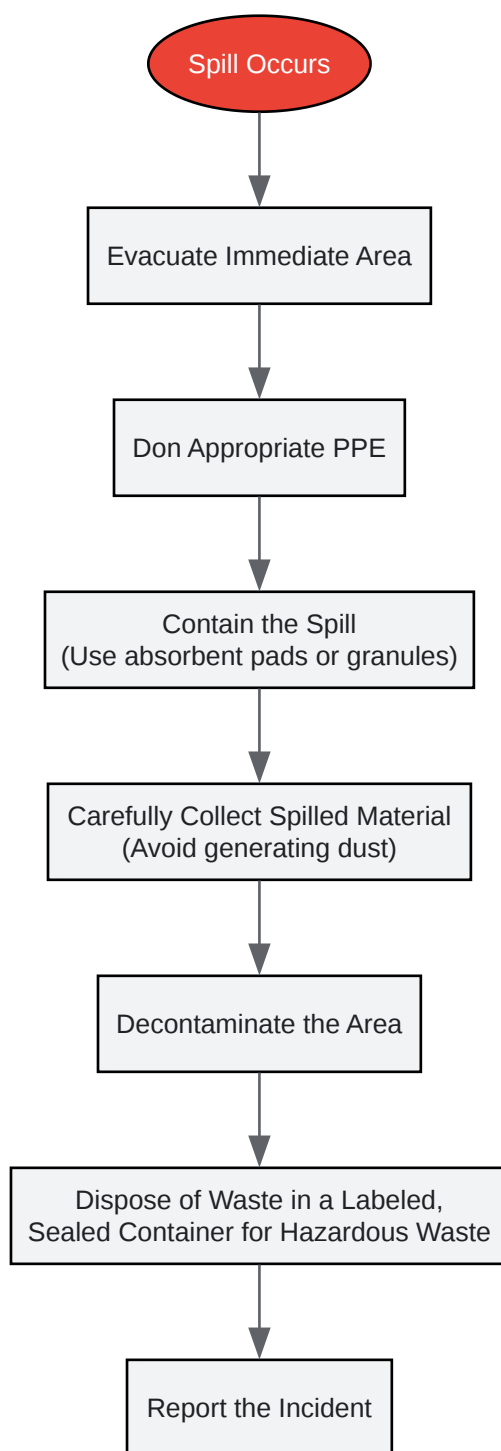 Spill Occurs
Evacuate Immediate Area
Don Appropriate PPE
Contain the Spill
(Use absorbent pads or granules)
Carefully Collect Spilled Material
(Avoid generating dust)
Decontaminate the Area
Dispose of Waste in a Labeled,
Sealed Container for Hazardous Waste
Report the Incident